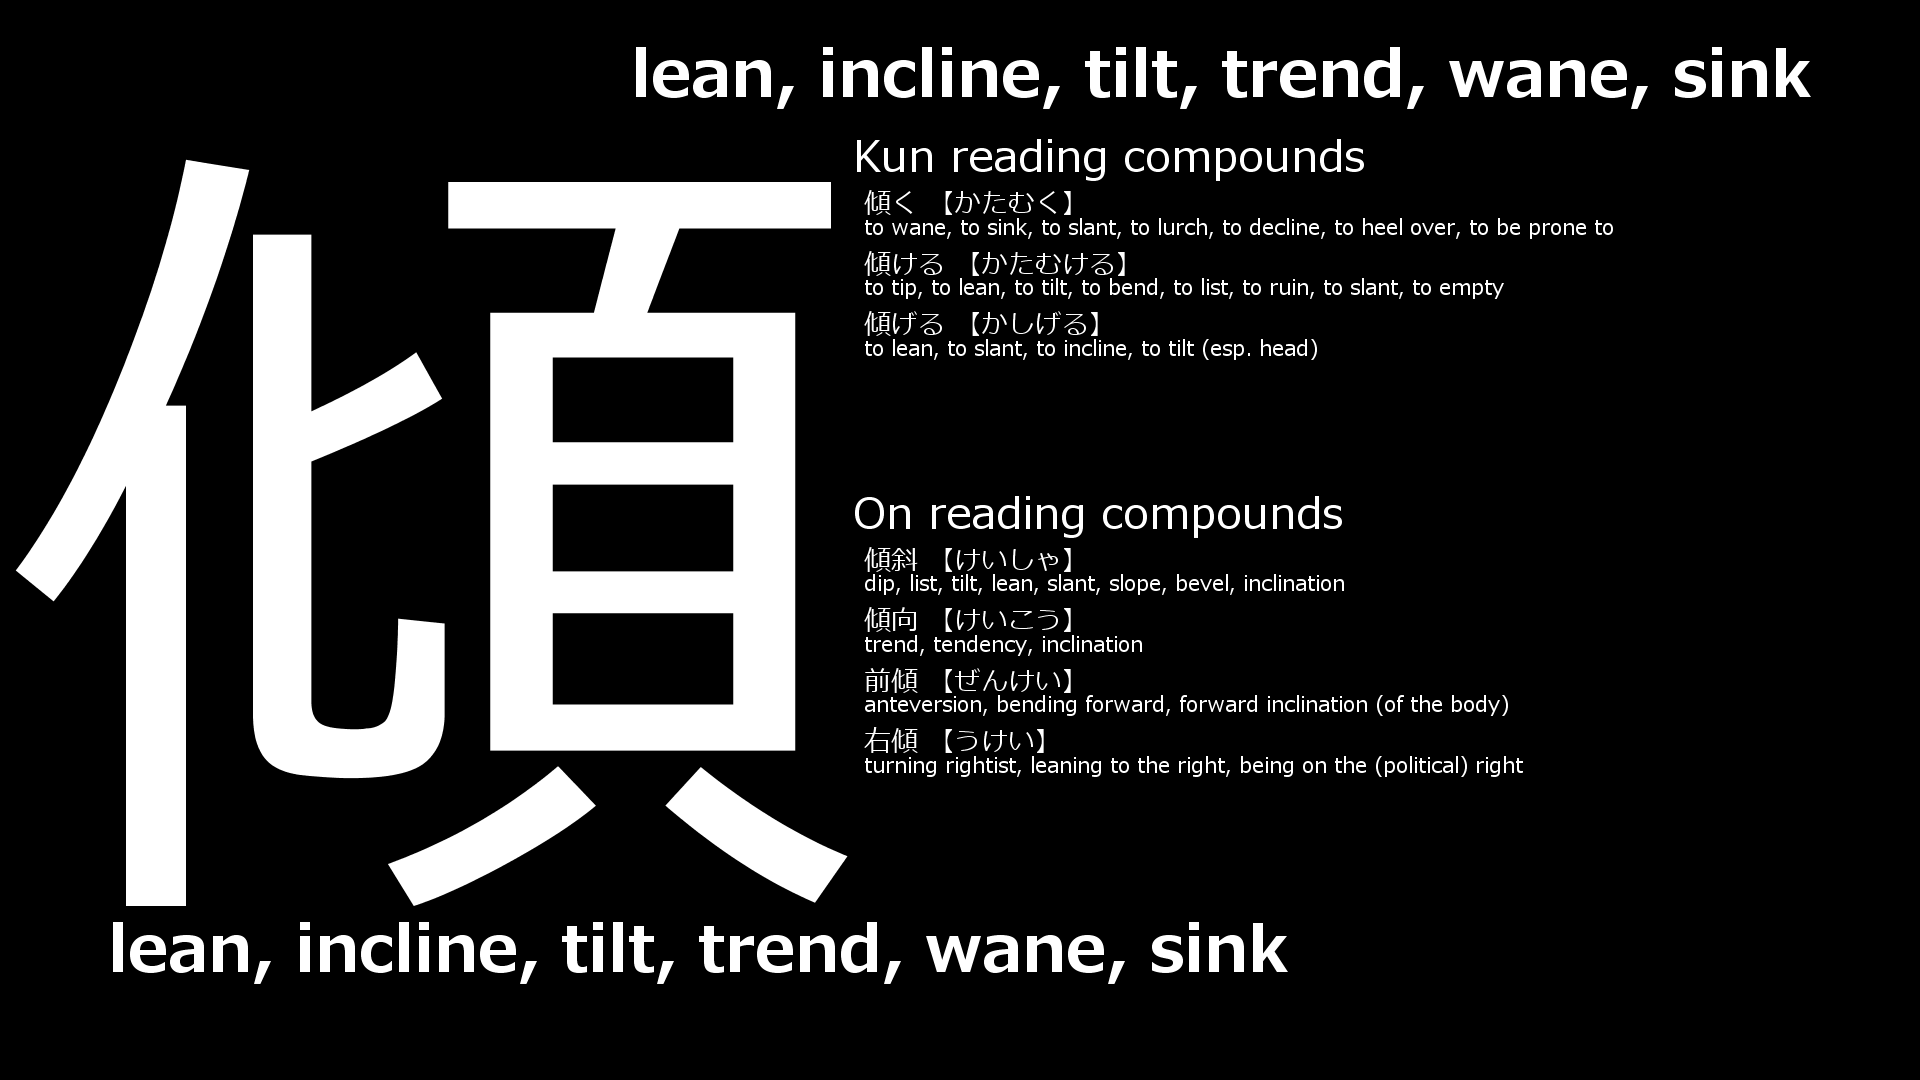 lean, incline, tilt, trend, wane, sink
傾
Kun reading compounds
傾く 【かたむく】
to wane, to sink, to slant, to lurch, to decline, to heel over, to be prone to
傾ける 【かたむける】
to tip, to lean, to tilt, to bend, to list, to ruin, to slant, to empty
傾げる 【かしげる】
to lean, to slant, to incline, to tilt (esp. head)
On reading compounds
傾斜 【けいしゃ】
dip, list, tilt, lean, slant, slope, bevel, inclination
傾向 【けいこう】
trend, tendency, inclination
前傾 【ぜんけい】
anteversion, bending forward, forward inclination (of the body)
右傾 【うけい】
turning rightist, leaning to the right, being on the (political) right
lean, incline, tilt, trend, wane, sink